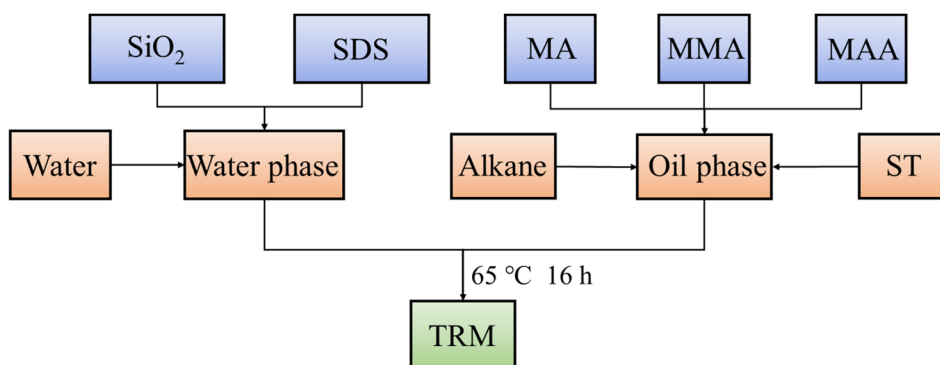 SiO₂ SDS MA MMA MAA
Water Water phase Alkane Oil phase ST
65 ℃ 16 h
TRM